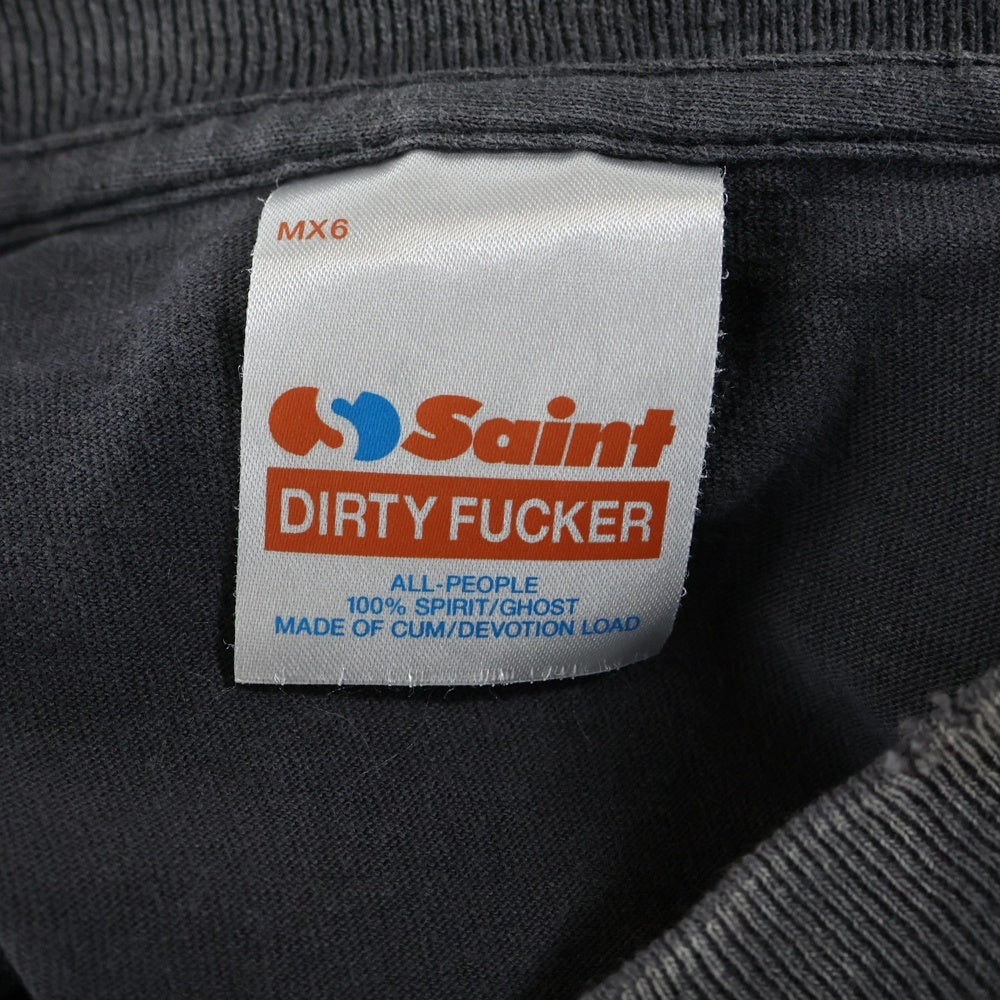 MX6
Saint
DIRTY FUCKER
ALL-PEOPLE
100% SPIRIT/GHOST
MADE OF CUM/DEVOTION LOAD